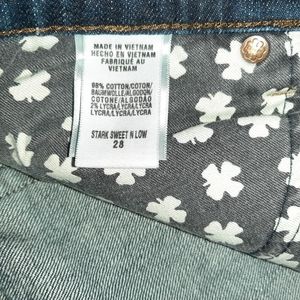 MADE IN VIETNAM
HECHO EN VIETNAM
FABRIQUÉ AU
VIETNAM
98% COTTON/COTON/
BAUMWOLLE/ALGODON/
COTONE/ALGODAO
2% LYCRA/LYCRA/LYCRA
LYCRA/LYCRA/LYCRA
STARK SWEET N LOW
28